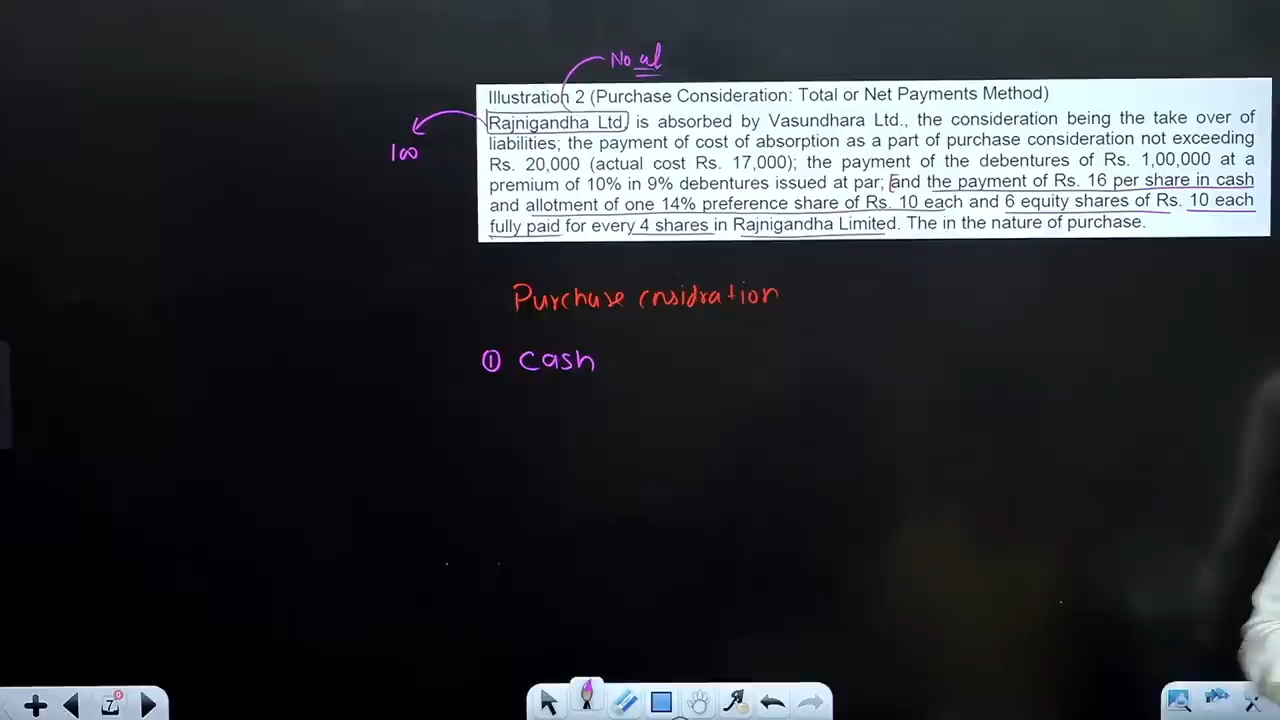 No al
Illustration 2 (Purchase Consideration: Total or Net Payments Method)
Rajnigandha Ltd. is absorbed by Vasundhara Ltd., the consideration being the take over of
liabilities; the payment of cost of absorption as a part of purchase consideration not exceeding
Rs. 20,000 (actual cost Rs. 17,000); the payment of the debentures of Rs. 1,00,000 at a
premium of 10% in 9% debentures issued at par; and the payment of Rs. 16 per share in cash
and allotment of one 14% preference share of Rs. 10 each and 6 equity shares of Rs. 10 each
fully paid for every 4 shares in Rajnigandha Limited. The in the nature of purchase.
100
Purchase cnsidration
① Cash
7
0